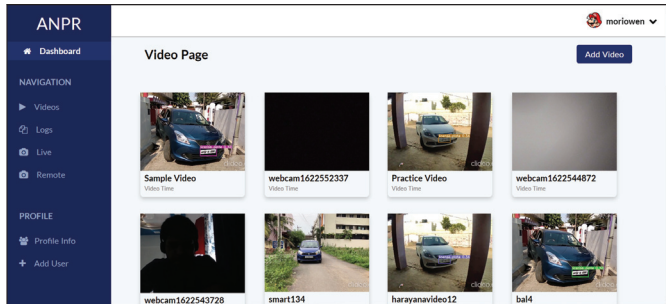 ANPR
moriowen
Dashboard
Video Page
Add Video
NAVIGATION
Videos
Logs
Live
Remote
Sample Video
Video Time
webcam1622552337
Video Time
Practice Video
Video Time
webcam1622544872
Video Time
PROFILE
Profile Info
Add User
webcam1622543728
smart134
harayanavideo12
bal4